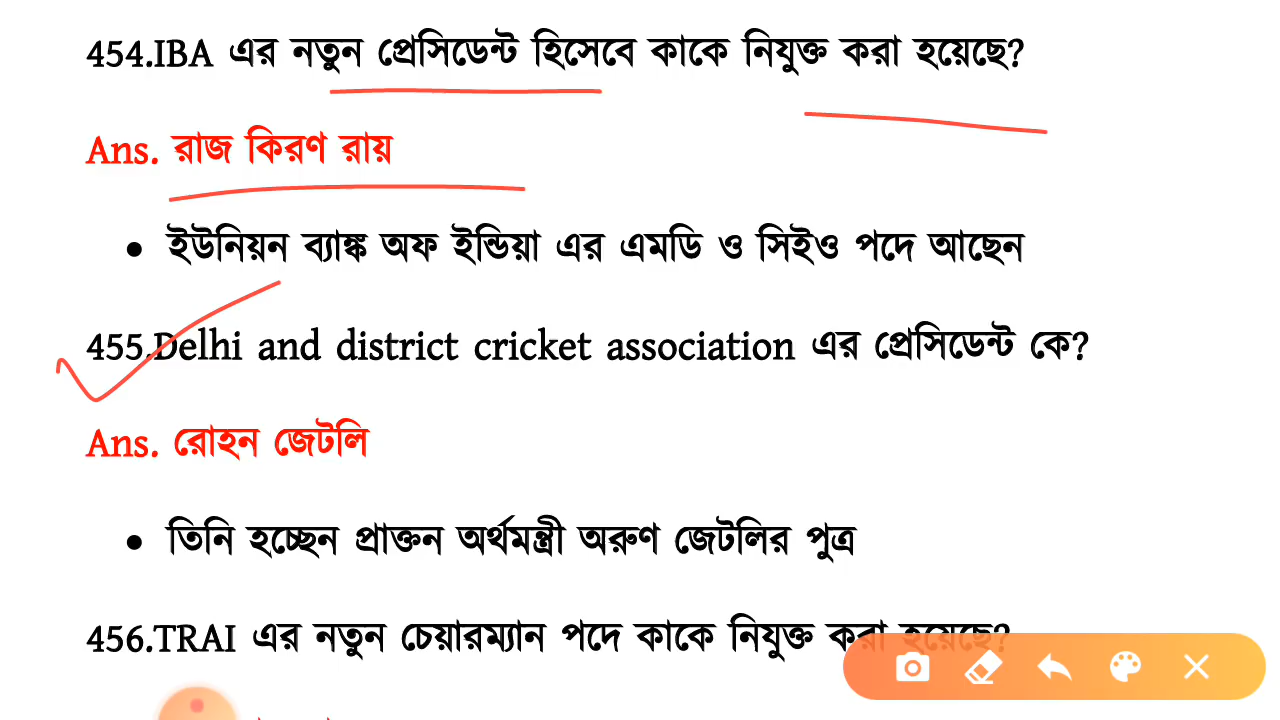 454.IBA এর নতুন প্রেসিডেন্ট হিসেবে কাকে নিযুক্ত করা হয়েছে?
Ans. রাজ কিরণ রায়
• ইউনিয়ন ব্যাঙ্ক অফ ইন্ডিয়া এর এমডি ও সিইও পদে আছেন
455.Delhi and district cricket association এর প্রেসিডেন্ট কে?
Ans. রোহন জেটলি
• তিনি হচ্ছেন প্রাক্তন অর্থমন্ত্রী অরুণ জেটলির পুত্র
456.TRAI এর নতুন চেয়ারম্যান পদে কাকে নিযুক্ত করা হয়েছে?